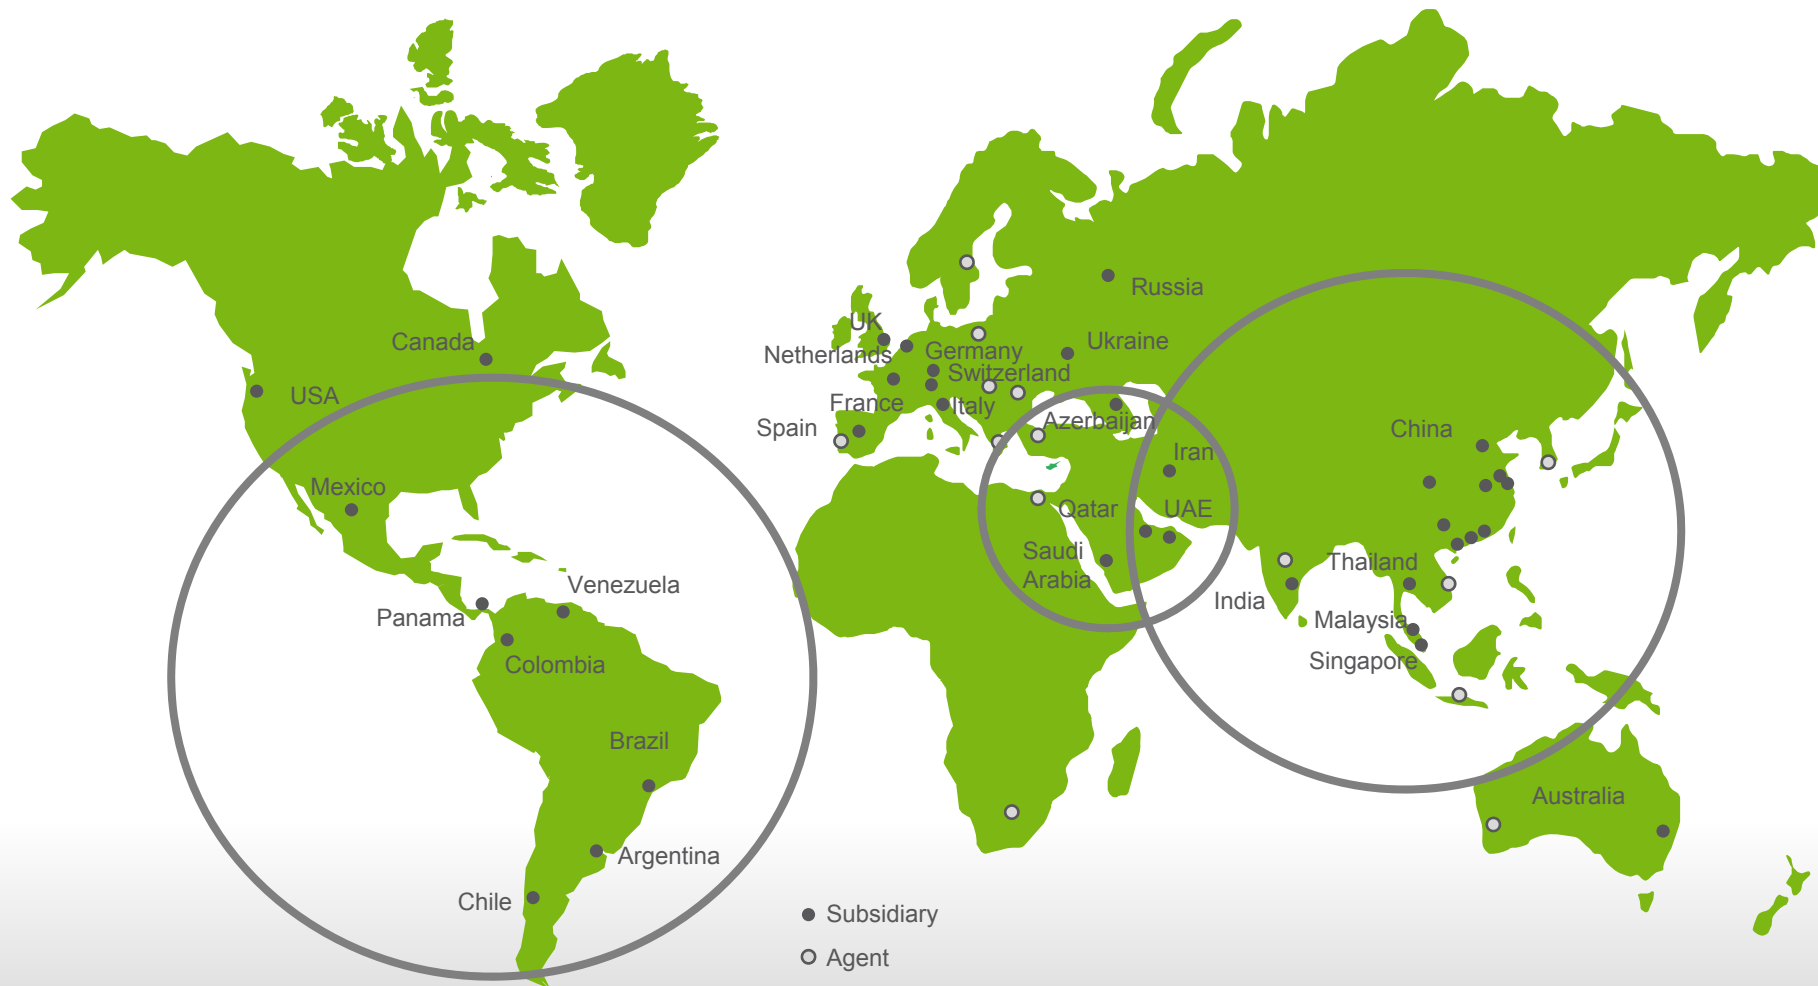 Russia
UK
Canada
Netherlands
Germany
Ukraine
USA
Switzerland
France
Italy
Spain
Azerbaijan
China
Iran
Mexico
Qatar
UAE
Saudi
Arabia
Thailand
Venezuela
India
Panama
Malaysia
Colombia
Singapore
Brazil
Australia
Argentina
Chile
Subsidiary
Agent